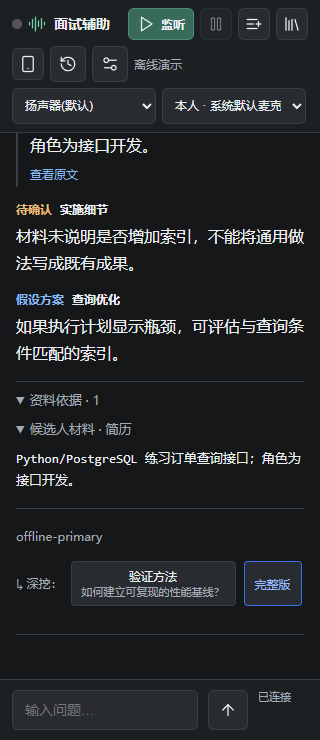 面试辅助
监听
离线演示
扬声器(默认)
本人 · 系统默认麦克
角色为接口开发。
查看原文
待确认 实施细节
材料未说明是否增加索引，不能将通用做
法写成既有成果。
假设方案 查询优化
如果执行计划显示瓶颈，可评估与查询条
件匹配的索引。
▼ 资料依据 · 1
▼ 候选人材料 · 简历
Python/PostgreSQL 练习订单查询接口；角色为
接口开发。
offline-primary
↳ 深挖：
验证方法
如何建立可复现的性能基线？
完整版
输入问题...
已连接